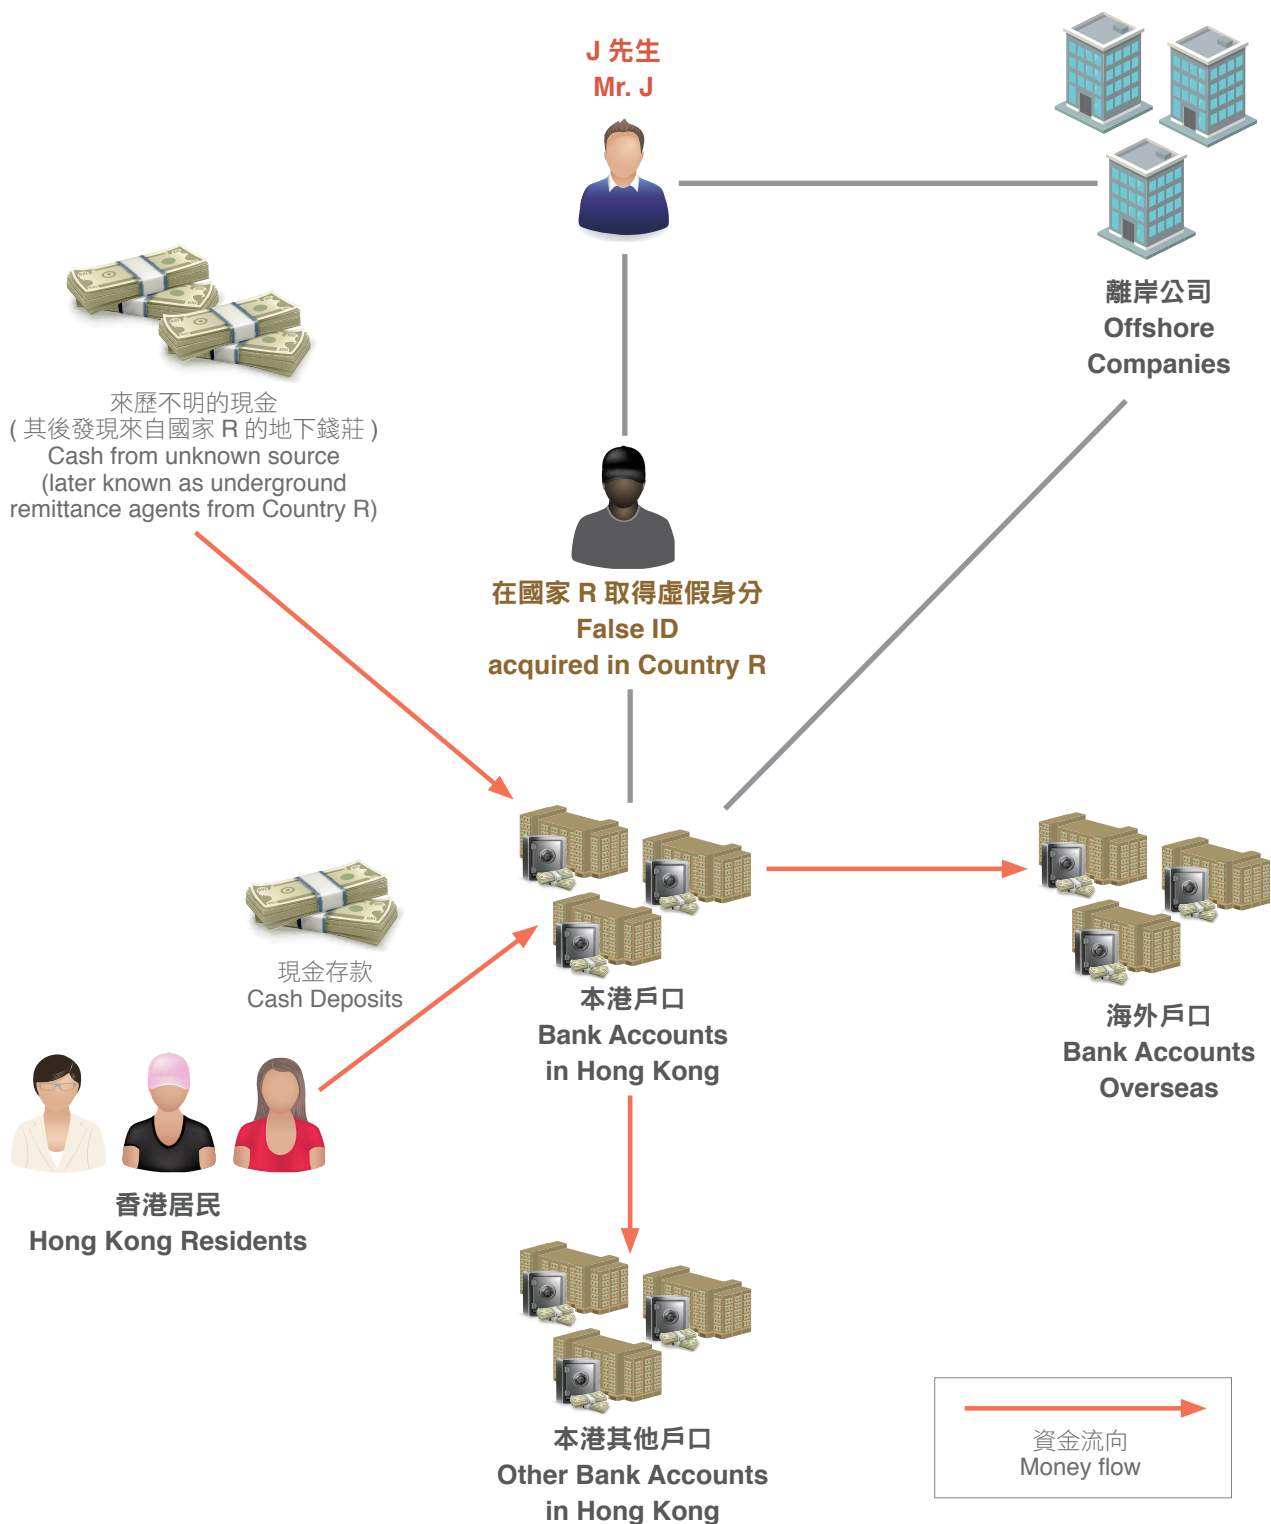 J 先生
Mr. J
離岸公司
Offshore
Companies
來歷不明的現金
( 其後發現來自國家 R 的地下錢莊 )
Cash from unknown source
(later known as underground
remittance agents from Country R)
在國家 R 取得虛假身分
False ID
acquired in Country R
現金存款
Cash Deposits
本港戶口
Bank Accounts
in Hong Kong
海外戶口
Bank Accounts
Overseas
香港居民
Hong Kong Residents
本港其他戶口
Other Bank Accounts
in Hong Kong
資金流向
Money flow